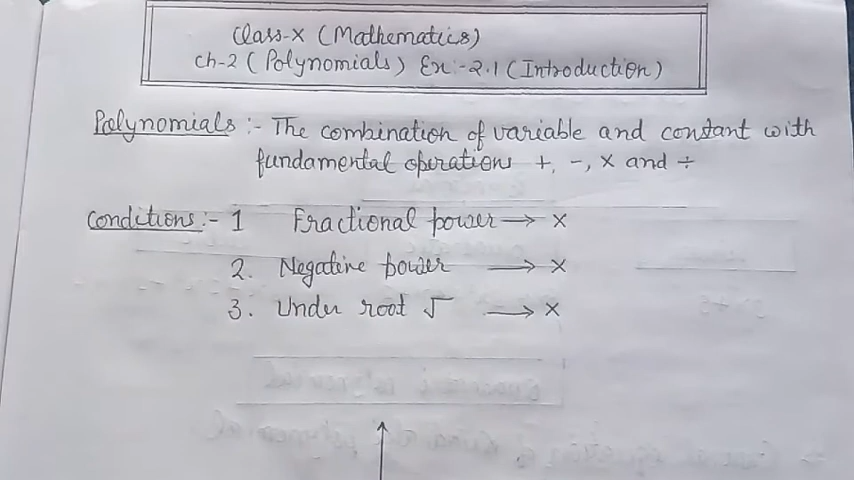 Class-X (Mathematics)
Ch-2 (Polynomials) Ex:-2.1 (Introduction)
Polynomials :- The combination of variable and constant with
fundamental operations +, -, × and ÷
Conditions :- 1 Fractional power → ×
2. Negative power → ×
3. Under root √ → ×